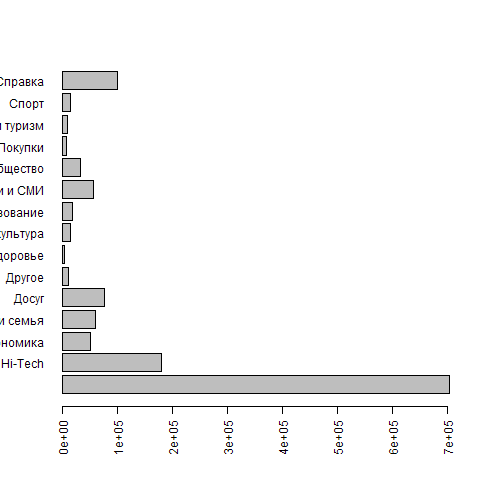 Справка
Спорт
туризм
Покупки
бщество
и СМИ
зование
культура
доровье
Другое
Досуг
и семья
номика
Hi-Tech
0e+00 1e+05 2e+05 3e+05 4e+05 5e+05 6e+05 7e+05